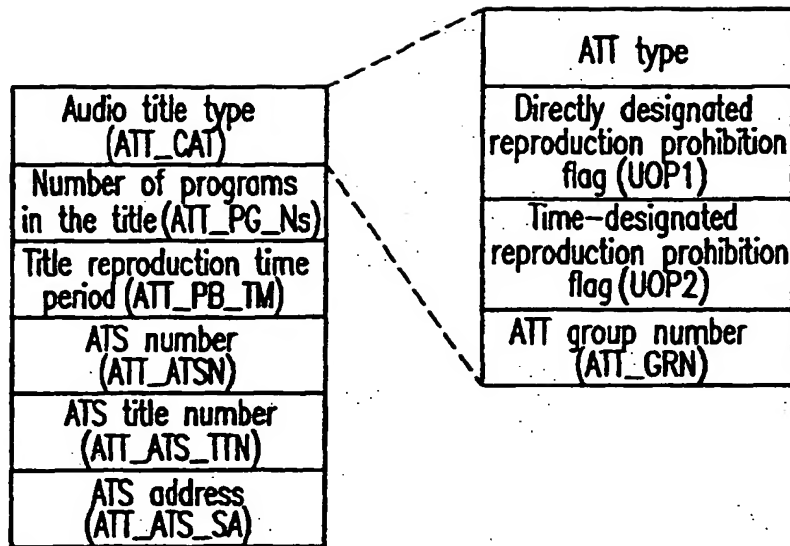 Audio title type
(ATT_CAT)
Number of programs
in the title (ATT_PG_Ns)
Title reproduction time
period (ATT_PB_TM)
ATS number
(ATT_ATSN)
ATS title number
(ATT_ATS_TTN)
ATS address
(ATT_ATS_SA)
ATT type
Directly designated
reproduction prohibition
flag (UOP1)
Time-designated
reproduction prohibition
flag (UOP2)
ATT group number
(ATT_GRN)